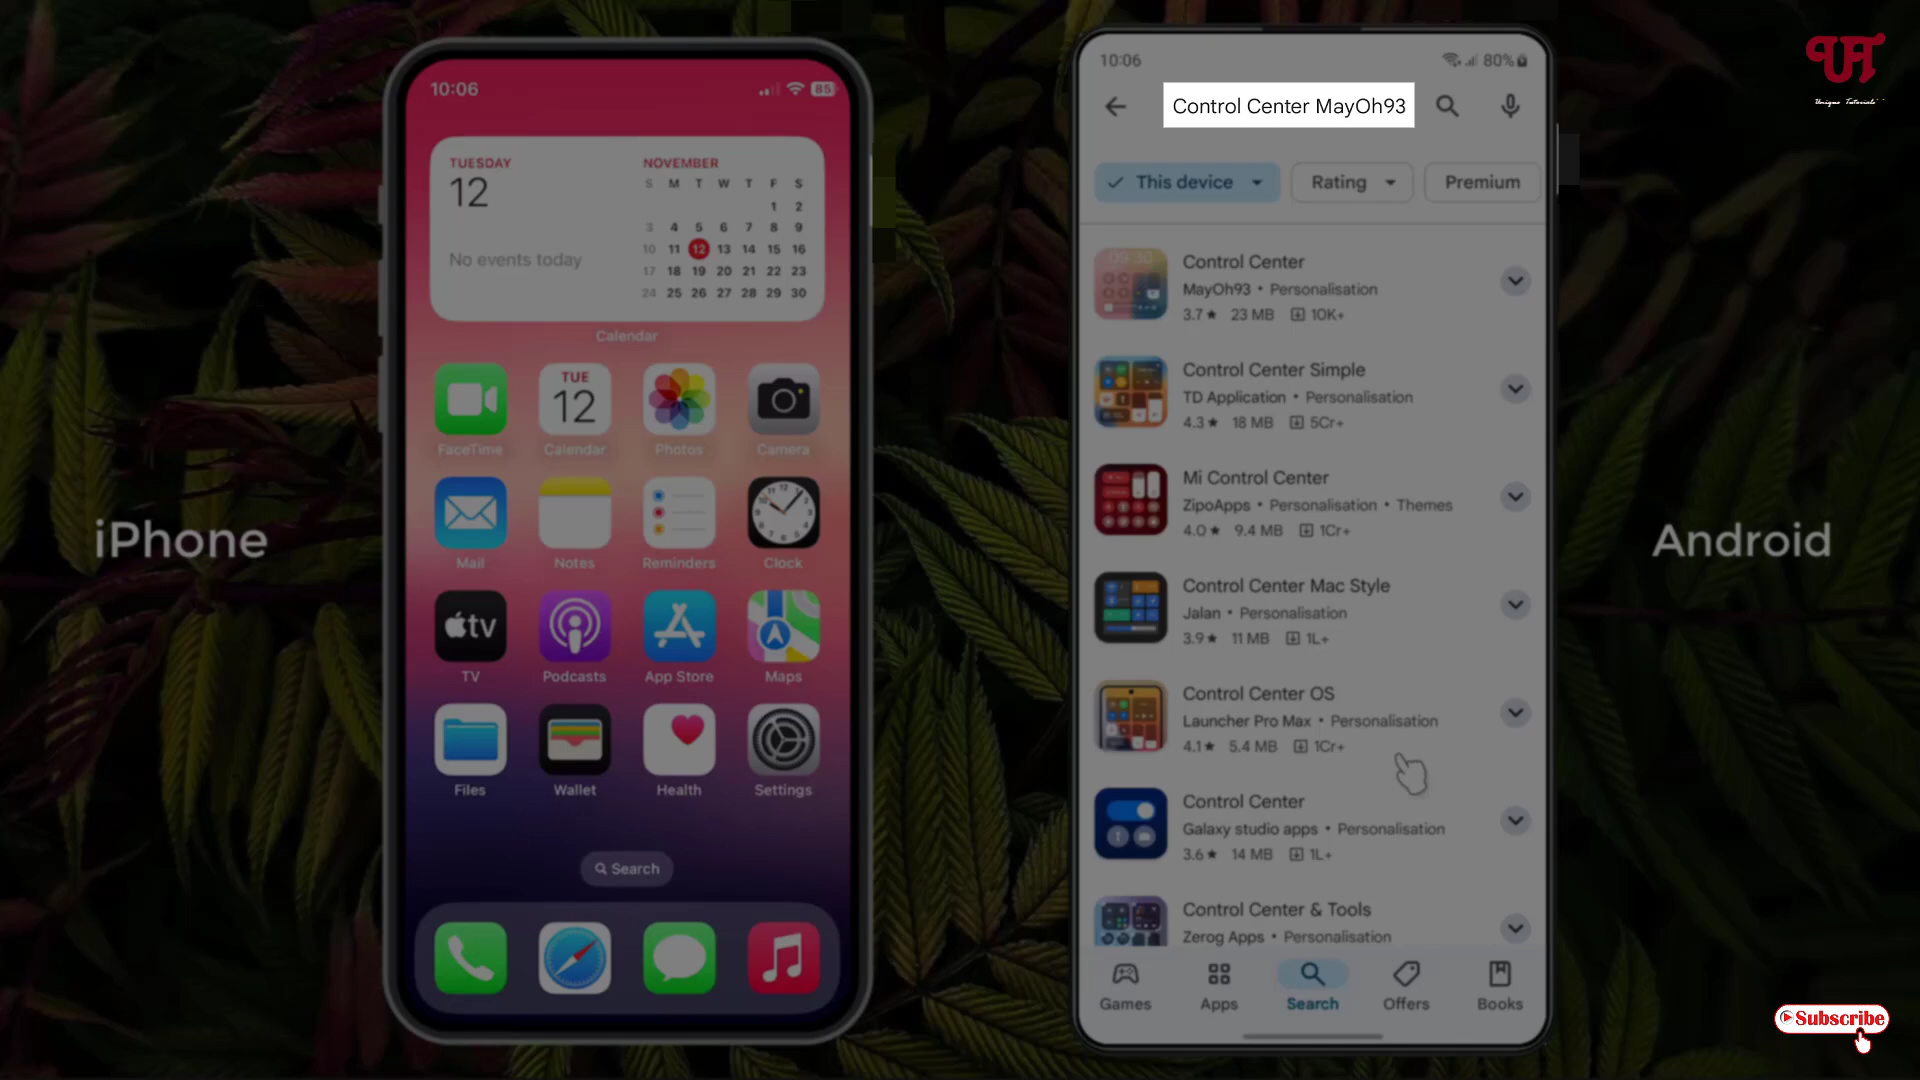 10:06
85
TUESDAY
12
No events today
NOVEMBER
S M T W T F S
1 2
3 4 5 6 7 8 9
10 11 12 13 14 15 16
17 18 19 20 21 22 23
24 25 26 27 28 29 30
Calendar
TUE
12
FaceTime Calendar Photos Camera
Mail Notes Reminders Clock
tv
TV Podcasts App Store Maps
Files Wallet Health Settings
Search
iPhone
10:06
80%
Control Center MayOh93
This device Rating Premium
09:30
Control Center
MayOh93 • Personalisation
3.7★ 23 MB 10K+
Control Center Simple
TD Application • Personalisation
4.3★ 18 MB 5Cr+
Mi Control Center
ZipoApps • Personalisation • Themes
4.0★ 9.4 MB 1Cr+
Control Center Mac Style
Jalan • Personalisation
3.9★ 11 MB 1L+
Control Center OS
Launcher Pro Max • Personalisation
4.1★ 5.4 MB 1Cr+
Control Center
Galaxy studio apps • Personalisation
3.6★ 14 MB 1L+
Control Center & Tools
Zerog Apps • Personalisation
Games Apps Search Offers Books
Android
UT
Unique Tutorials
Subscribe